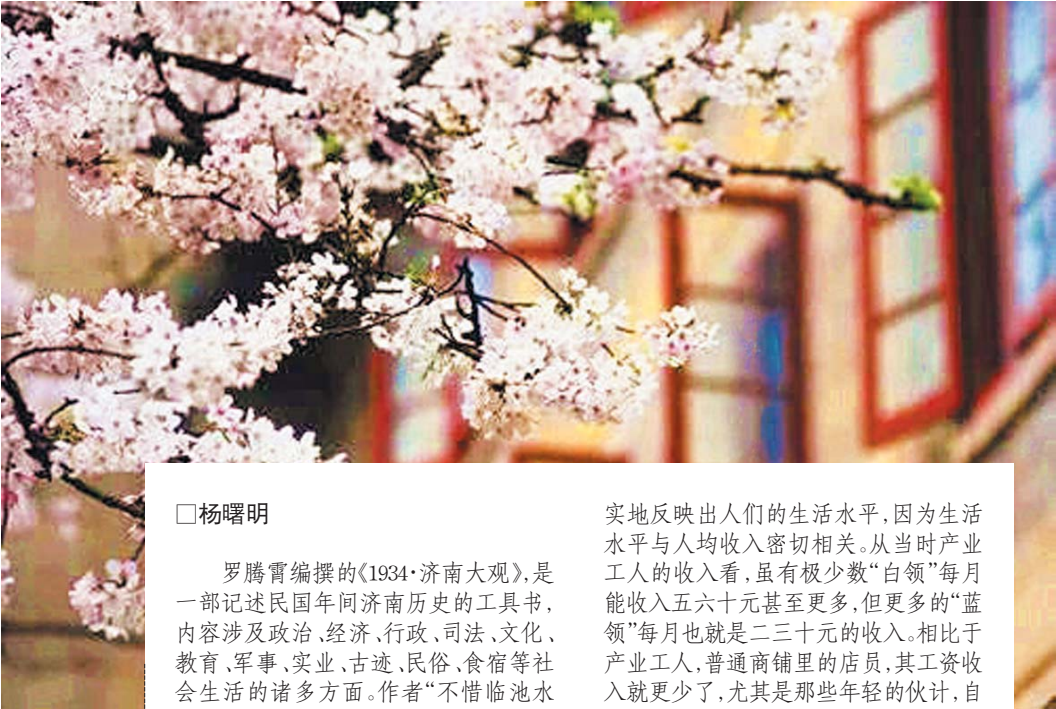 □杨曙明
罗腾霄编撰的《1934·济南大观》，是
一部记述民国年间济南历史的工具书，
内容涉及政治、经济、行政、司法、文化、
教育、军事、实业、古迹、民俗、食宿等社
会生活的诸多方面。作者“不惜临池水
实地反映出人们的生活水平，因为生活
水平与人均收入密切相关。从当时产业
工人的收入看，虽有极少数“白领”每月
能收入五六十元甚至更多，但更多的“蓝
领”每月也就是二三十元的收入。相比于
产业工人，普通商铺里的店员，其工资收
入就更少了，尤其是那些年轻的伙计，自